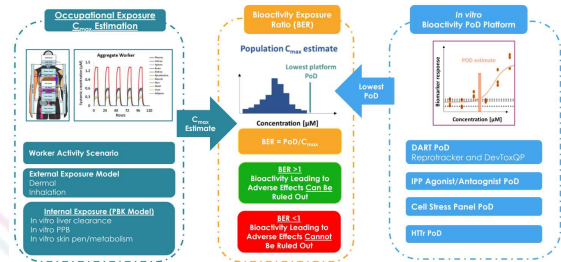 Occupational Exposure
Cmax Estimation
Aggregate Worker
Systemic concentration (µM)
Hours
Worker Activity Scenario
External Exposure Model
Dermal
Inhalation
Internal Exposure (PBK Model)
In vitro liver clearance
In vitro PPB
In vitro skin pen/metabolism
Cmax
Estimate
Bioactivity Exposure
Ratio (BER)
Population Cmax estimate
Lowest platform
PoD
Concentration [µM]
BER = PoD/Cmax
BER >1
Bioactivity Leading to
Adverse Effects Can Be
Ruled Out
BER <1
Bioactivity Leading to
Adverse Effects Cannot
Be Ruled Out
Lowest
PoD
In vitro
Bioactivity PoD Platform
POD estimate
Biomarker response
Concentration [µM]
DART PoD
Reprotracker and DevToxQP
IPP Agonist/Antaognist PoD
Cell Stress Panel PoD
HTTr PoD